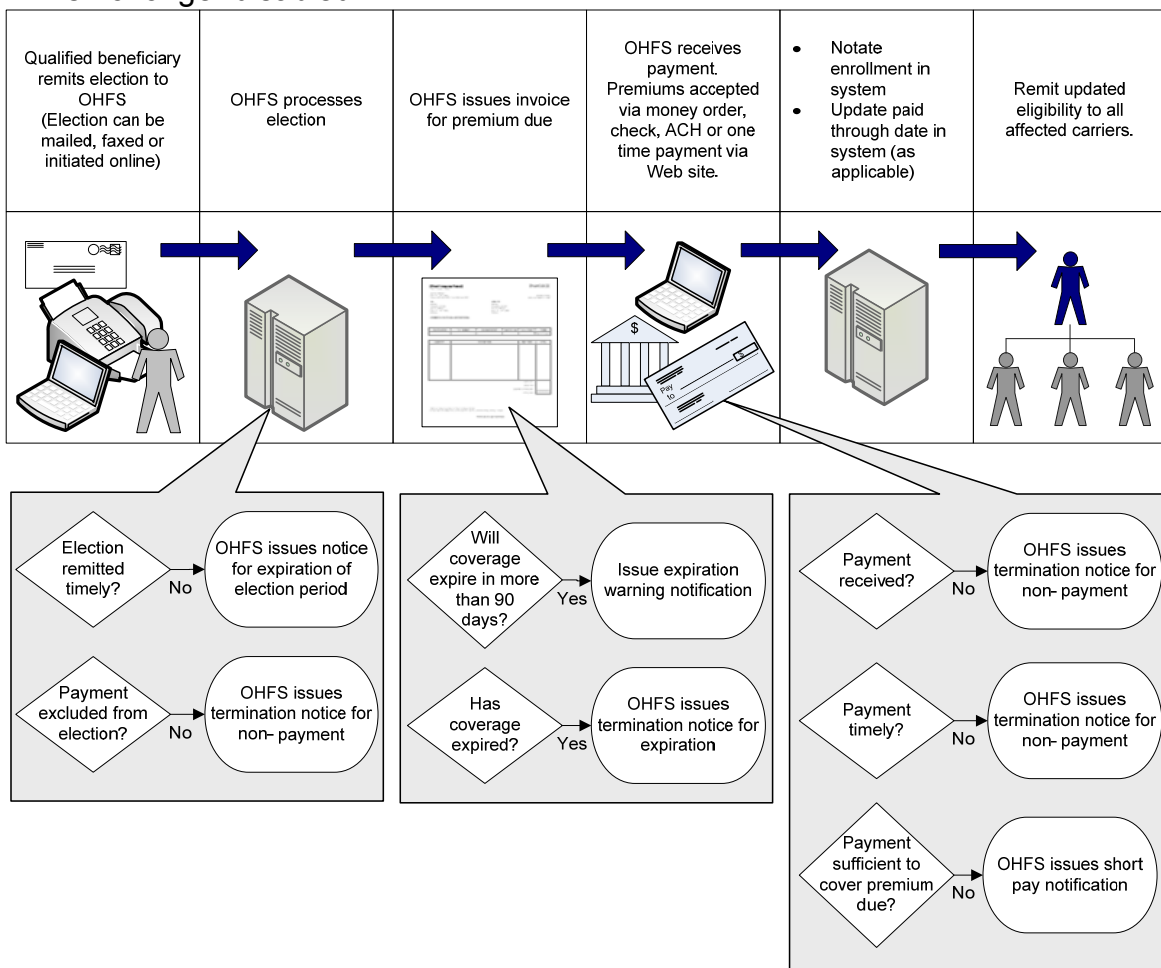 Qualified beneficiary
remits election to
OHFS
(Election can be
mailed, faxed or
initiated online)
OHFS processes
election
OHFS issues invoice
for premium due
OHFS receives
payment.
Premiums accepted
via money order,
check, ACH or one
time payment via
Web site.
• Notate
enrollment in
system
• Update paid
through date in
system (as
applicable)
Remit updated
eligibility to all
affected carriers.
$
Pay
to
Election
remitted
timely?
No
OHFS issues notice
for expiration of
election period
Payment
excluded from
election?
No
OHFS issues
termination notice for
non- payment
Will
coverage
expire in more
than 90
days?
Yes
Issue expiration
warning notification
Has
coverage
expired?
Yes
OHFS issues
termination notice for
expiration
Payment
received?
No
OHFS issues
termination notice for
non- payment
Payment
timely?
No
OHFS issues
termination notice for
non- payment
Payment
sufficient to
cover premium
due?
No
OHFS issues short
pay notification